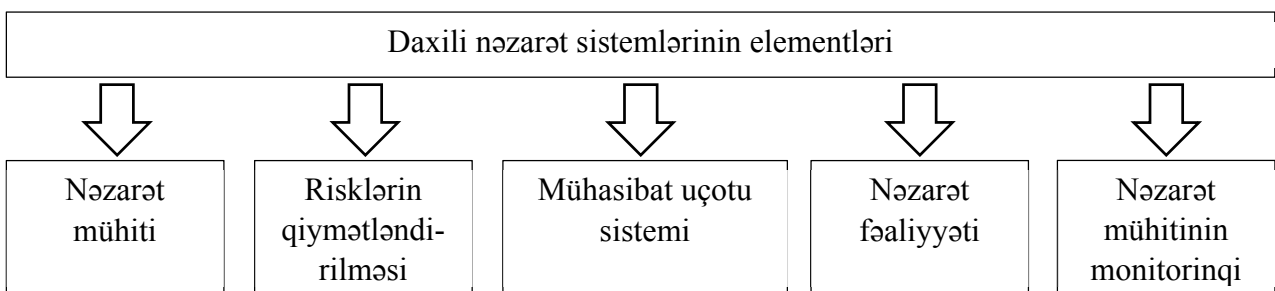 Daxili nəzarət sistemlərinin elementləri
Nəzarət
mühiti
Risklərin
qiymətləndi-
rilməsi
Mühasibat uçotu
sistemi
Nəzarət
fəaliyyəti
Nəzarət
mühitinin
monitorinqi